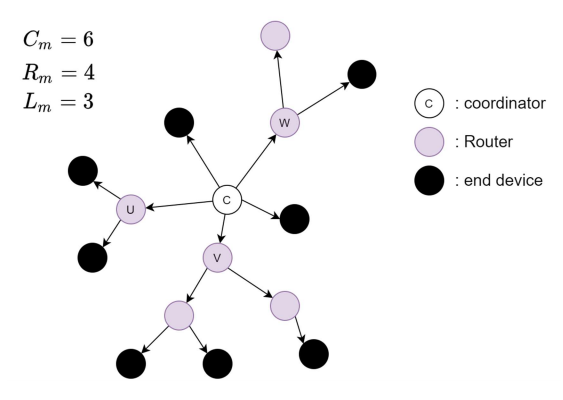 C_m = 6
R_m = 4
L_m = 3
W
C
U
V
C : coordinator
: Router
: end device